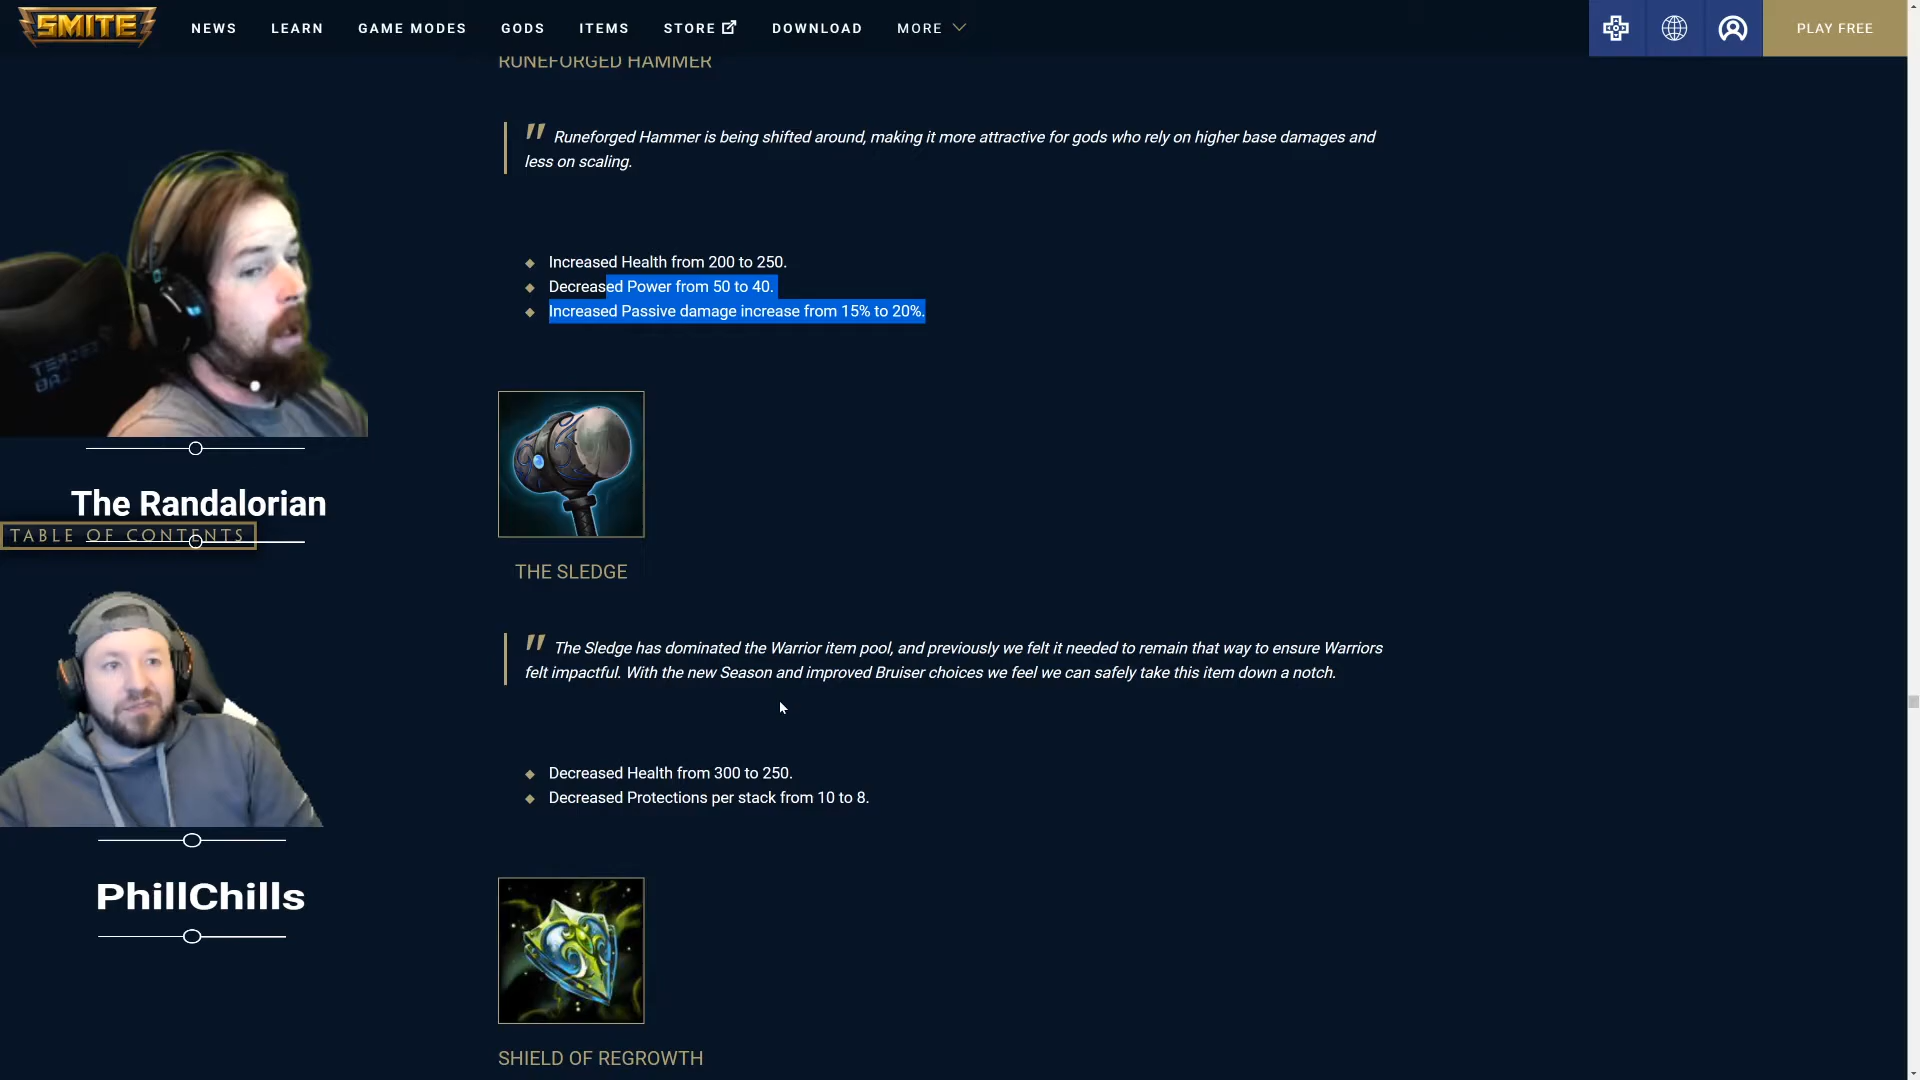 SMITE
NEWS LEARN GAME MODES GODS ITEMS STORE DOWNLOAD MORE PLAY FREE
RUNEFORGED HAMMER
" Runeforged Hammer is being shifted around, making it more attractive for gods who rely on higher base damages and
less on scaling.
Increased Health from 200 to 250.
Decreased Power from 50 to 40.
Increased Passive damage increase from 15% to 20%.
The Randalorian
TABLE OF CONTENTS
THE SLEDGE
" The Sledge has dominated the Warrior item pool, and previously we felt it needed to remain that way to ensure Warriors
felt impactful. With the new Season and improved Bruiser choices we feel we can safely take this item down a notch.
Decreased Health from 300 to 250.
Decreased Protections per stack from 10 to 8.
PhillChills
SHIELD OF REGROWTH